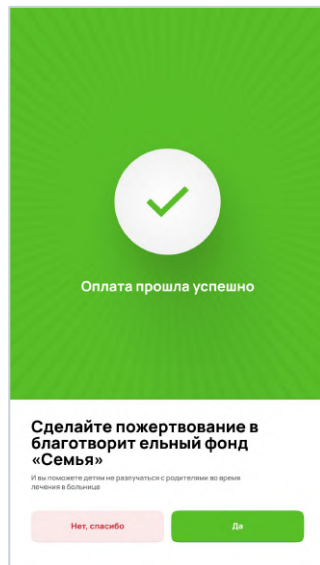 Оплата прошла успешно
Сделайте пожертвование в
благотворит ельный фонд
«Семья»
И вы поможете детям не разлучаться с родителями во время
лечения в больнице
Нет, спасибо
Да